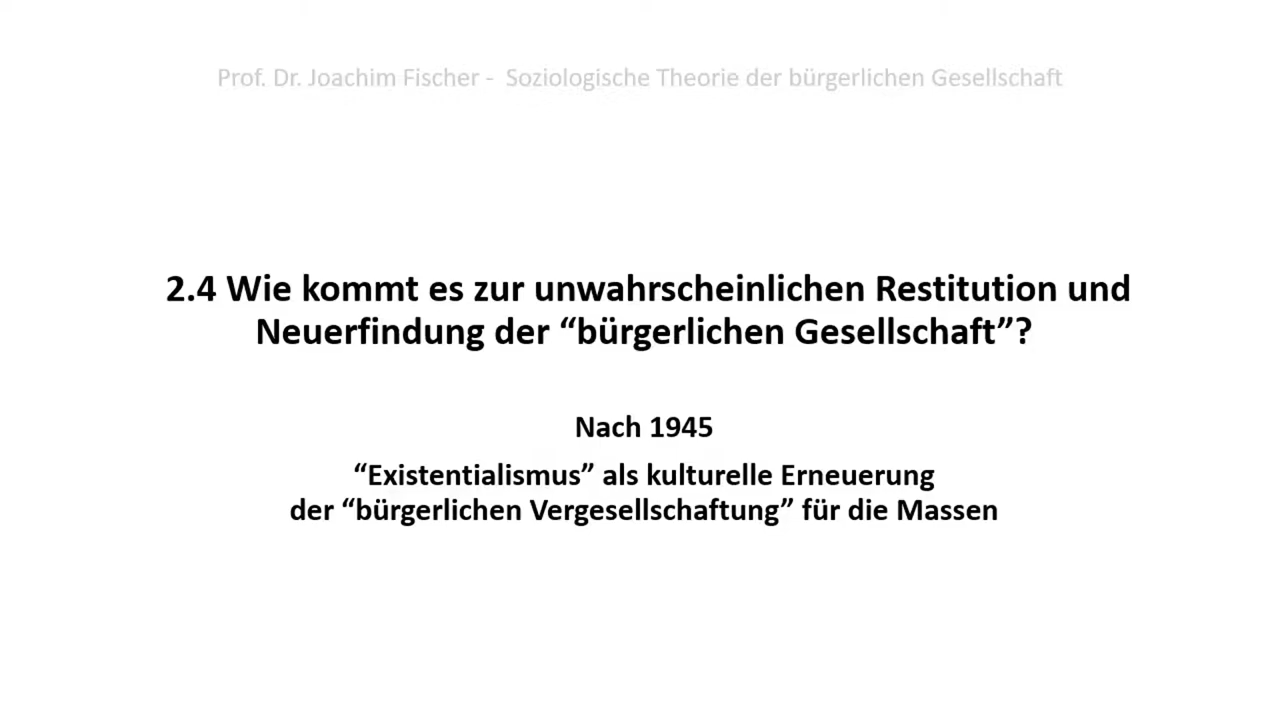 Prof. Dr. Joachim Fischer - Soziologische Theorie der bürgerlichen Gesellschaft
2.4 Wie kommt es zur unwahrscheinlichen Restitution und
Neuerfindung der “bürgerlichen Gesellschaft”?
Nach 1945
“Existentialismus” als kulturelle Erneuerung
der “bürgerlichen Vergesellschaftung” für die Massen